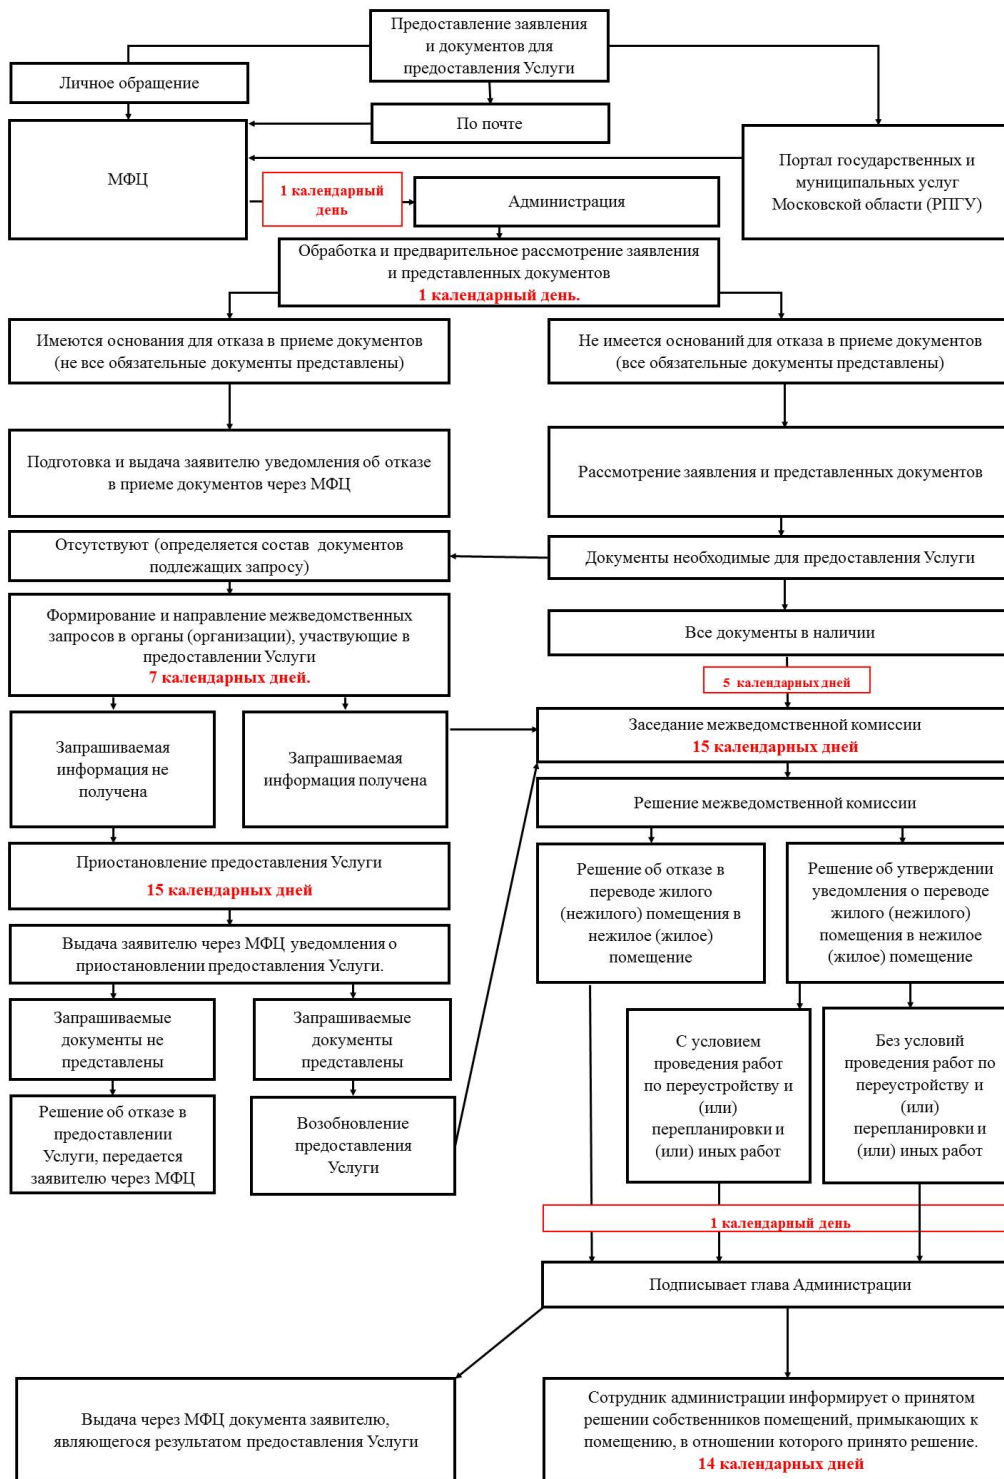 Предоставление заявления
и документов для
предоставления Услуги
Личное обращение
По почте
МФЦ
Портал государственных и
муниципальных услуг
Московской области (РПГУ)
1 календарный
день
Администрация
Обработка и предварительное рассмотрение заявления
и представленных документов
1 календарный день.
Имеются основания для отказа в приеме документов
(не все обязательные документы представлены)
Не имеется оснований для отказа в приеме документов
(все обязательные документы представлены)
Подготовка и выдача заявителю уведомления об отказе
в приеме документов через МФЦ
Рассмотрение заявления и представленных документов
Отсутствуют (определяется состав документов
подлежащих запросу)
Документы необходимые для предоставления Услуги
Формирование и направление межведомственных
запросов в органы (организации), участвующие в
предоставлении Услуги
7 календарных дней.
Все документы в наличии
5 календарных дней
Запрашиваемая
информация не
получена
Запрашиваемая
информация получена
Заседание межведомственной комиссии
15 календарных дней
Решение межведомственной комиссии
Приостановление предоставления Услуги
15 календарных дней
Решение об отказе в
переводе жилого
(нежилого) помещения в
нежилое (жилое)
помещение
Решение об утверждении
уведомления о переводе
жилого (нежилого)
помещения в нежилое
(жилое) помещение
Выдача заявителю через МФЦ уведомления о
приостановлении предоставления Услуги.
Запрашиваемые
документы не
представлены
Запрашиваемые
документы
представлены
С условием
проведения работ
по переустройству и
(или)
перепланировки и
(или) иных работ
Без условий
проведения работ по
переустройству и
(или)
перепланировки и
(или) иных работ
Решение об отказе в
предоставлении
Услуги, передается
заявителю через МФЦ
Возобновление
предоставления
Услуги
1 календарный день
Подписывает глава Администрации
Выдача через МФЦ документа заявителю,
являющегося результатом предоставления Услуги
Сотрудник администрации информирует о принятом
решении собственников помещений, примыкающих к
помещению, в отношении которого принято решение.
14 календарных дней